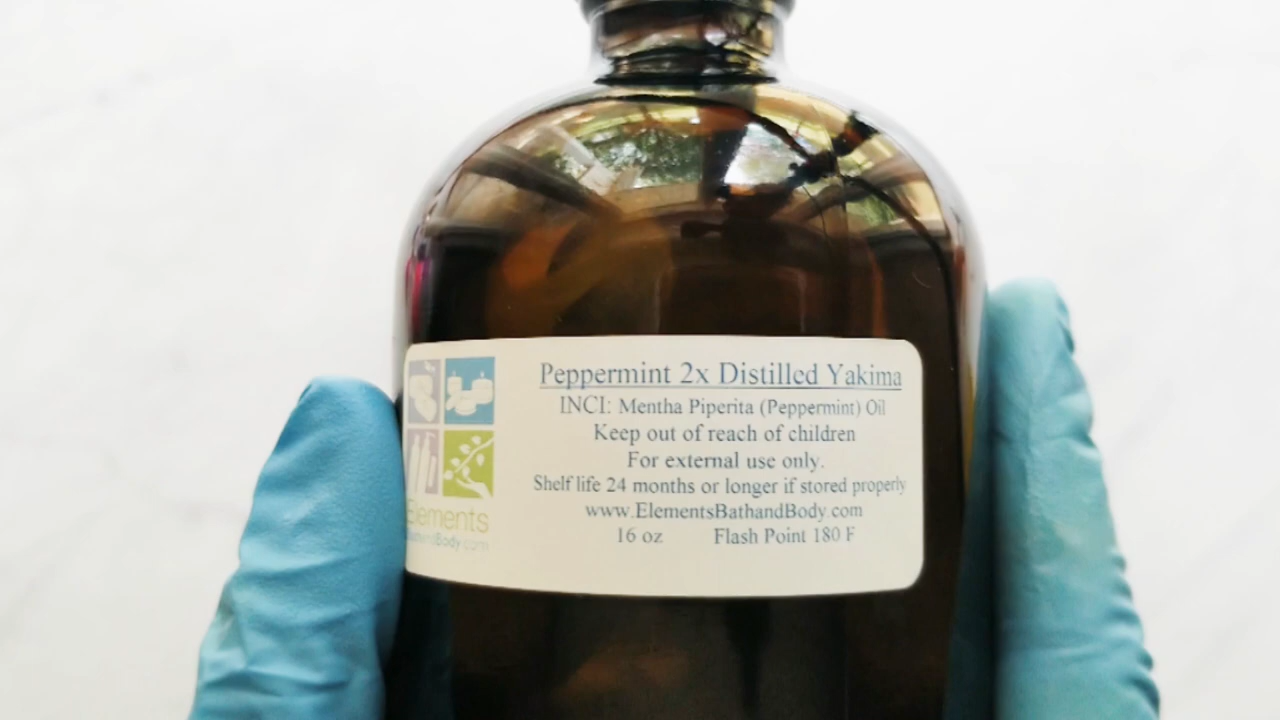 Peppermint 2x Distilled Yakima
INCI: Mentha Piperita (Peppermint) Oil
Keep out of reach of children
For external use only.
Shelf life 24 months or longer if stored properly
www.ElementsBathandBody.com
16 oz Flash Point 180 F
Elements
BathandBody.com